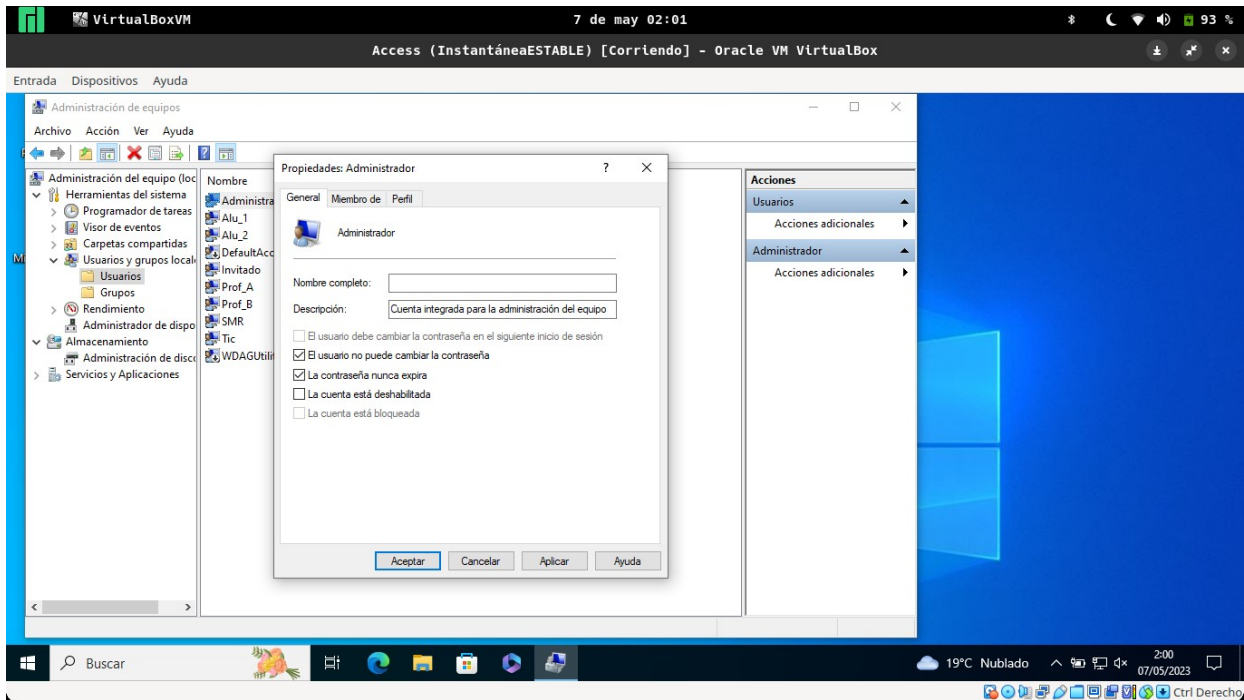 VirtualBoxVM
7 de may 02:01
93 %
Access (InstantáneaESTABLE) [Corriendo] - Oracle VM VirtualBox
Entrada Dispositivos Ayuda
Administración de equipos
Archivo Acción Ver Ayuda
Administración del equipo (loc
Herramientas del sistema
Programador de tareas
Visor de eventos
Carpetas compartidas
Usuarios y grupos local
Usuarios
Grupos
Rendimiento
Administrador de dispo
Almacenamiento
Administración de disc
Servicios y Aplicaciones
Nombre
Administra
Alu_1
Alu_2
DefaultAcc
Invitado
Prof_A
Prof_B
SMR
Tic
WDAGUtili
Propiedades: Administrador
General Miembro de Perfil
Administrador
Nombre completo:
Descripción: Cuenta integrada para la administración del equipo
El usuario debe cambiar la contraseña en el siguiente inicio de sesión
El usuario no puede cambiar la contraseña
La contraseña nunca expira
La cuenta está deshabilitada
La cuenta está bloqueada
Aceptar Cancelar Aplicar Ayuda
Acciones
Usuarios
Acciones adicionales
Administrador
Acciones adicionales
Buscar
19°C Nublado
2:00
07/05/2023
Ctrl Derecho